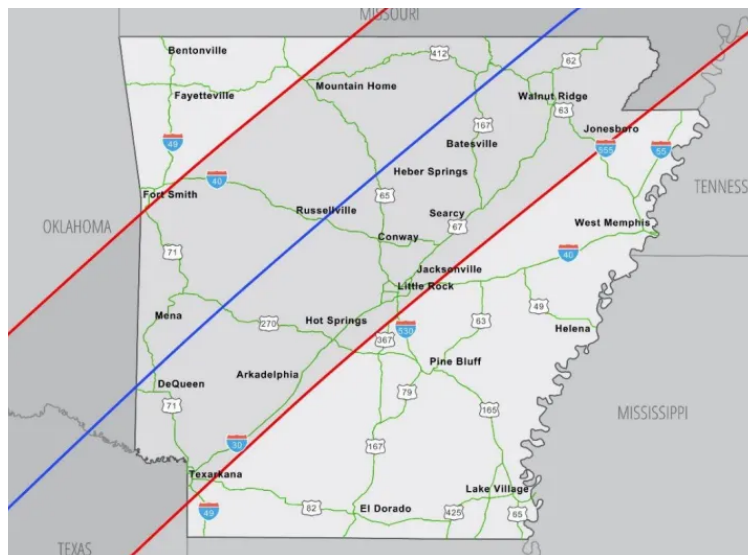 MISSOURI
Bentonville
412
62
Mountain Home
Fayetteville
Walnut Ridge
63
167
Jonesboro
49
Batesville
555
55
Heber Springs
40
TENNESS
Fort Smith
65
Russellville
Searcy
OKLAHOMA
67
West Memphis
Conway
71
40
Jacksonville
Little Rock
49
Mena
270
Hot Springs
63
530
Helena
367
Pine Bluff
Arkadelphia
DeQueen
79
71
165
MISSISSIPPI
30
167
Texarkana
Lake Village
49
82
El Dorado
425
65
TEXAS